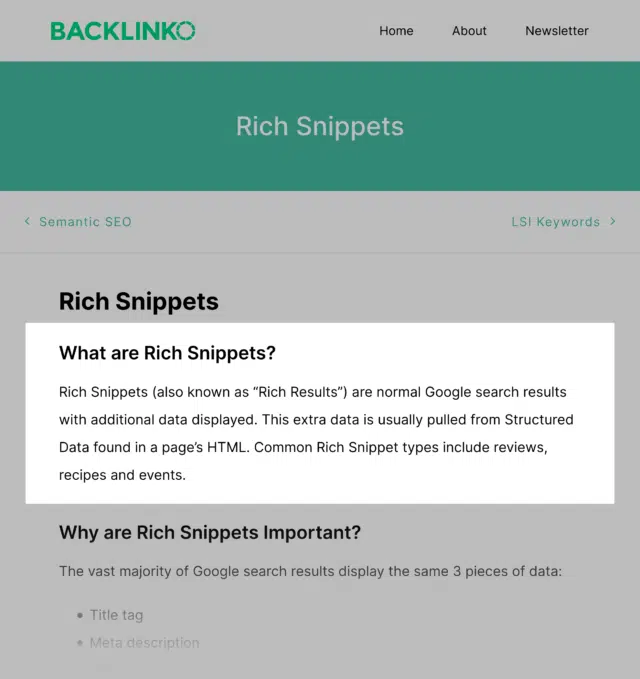 BACKLINKO
Home About Newsletter
Rich Snippets
Semantic SEO LSI Keywords
Rich Snippets
What are Rich Snippets?
Rich Snippets (also known as “Rich Results”) are normal Google search results
with additional data displayed. This extra data is usually pulled from Structured
Data found in a page’s HTML. Common Rich Snippet types include reviews,
recipes and events.
Why are Rich Snippets Important?
The vast majority of Google search results display the same 3 pieces of data:
• Title tag
• Meta description